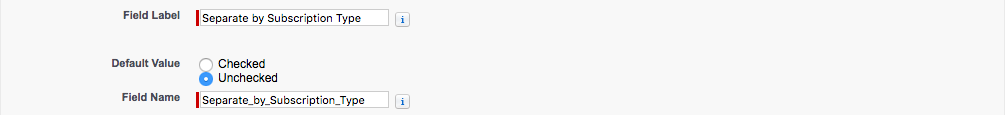 Field Label Separate by Subscription Type i
Default Value Checked
Unchecked
Field Name Separate_by_Subscription_Type i